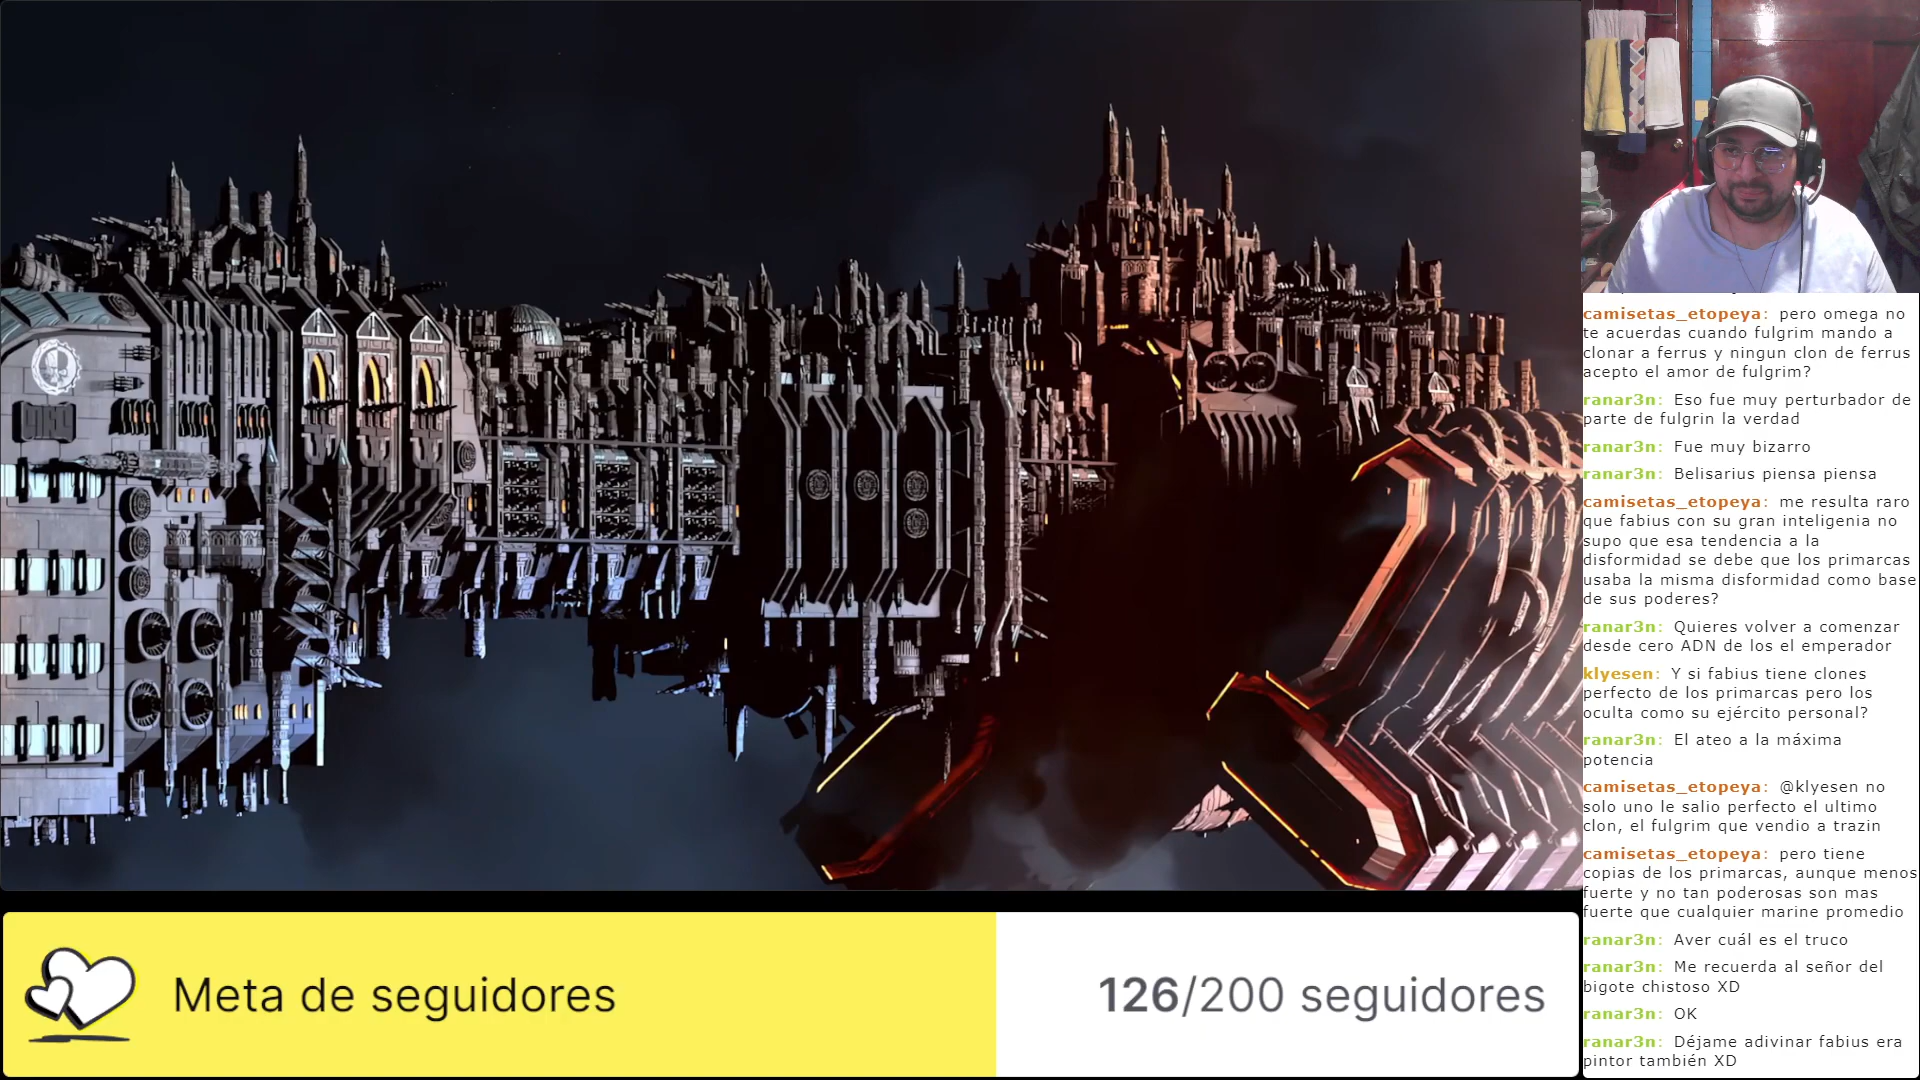 camisetas_etopeya: pero omega no
te acuerdas cuando fulgrim mando a
clonar a ferrus y ningun clon de ferrus
acepto el amor de fulgrim?
ranar3n: Eso fue muy perturbador de
parte de fulgrin la verdad
ranar3n: Fue muy bizarro
ranar3n: Belisarius piensa piensa
camisetas_etopeya: me resulta raro
que fabius con su gran inteligenia no
supo que esa tendencia a la
disformidad se debe que los primarcas
usaba la misma disformidad como base
de sus poderes?
ranar3n: Quieres volver a comenzar
desde cero ADN de los el emperador
klyesen: Y si fabius tiene clones
perfecto de los primarcas pero los
oculta como su ejército personal?
ranar3n: El ateo a la máxima
potencia
camisetas_etopeya: @klyesen no
solo uno le salio perfecto el ultimo
clon, el fulgrim que vendio a trazin
camisetas_etopeya: pero tiene
copias de los primarcas, aunque menos
fuerte y no tan poderosas son mas
fuerte que cualquier marine promedio
ranar3n: Aver cuál es el truco
ranar3n: Me recuerda al señor del
bigote chistoso XD
ranar3n: OK
ranar3n: Déjame adivinar fabius era
pintor también XD
Meta de seguidores
126/200 seguidores